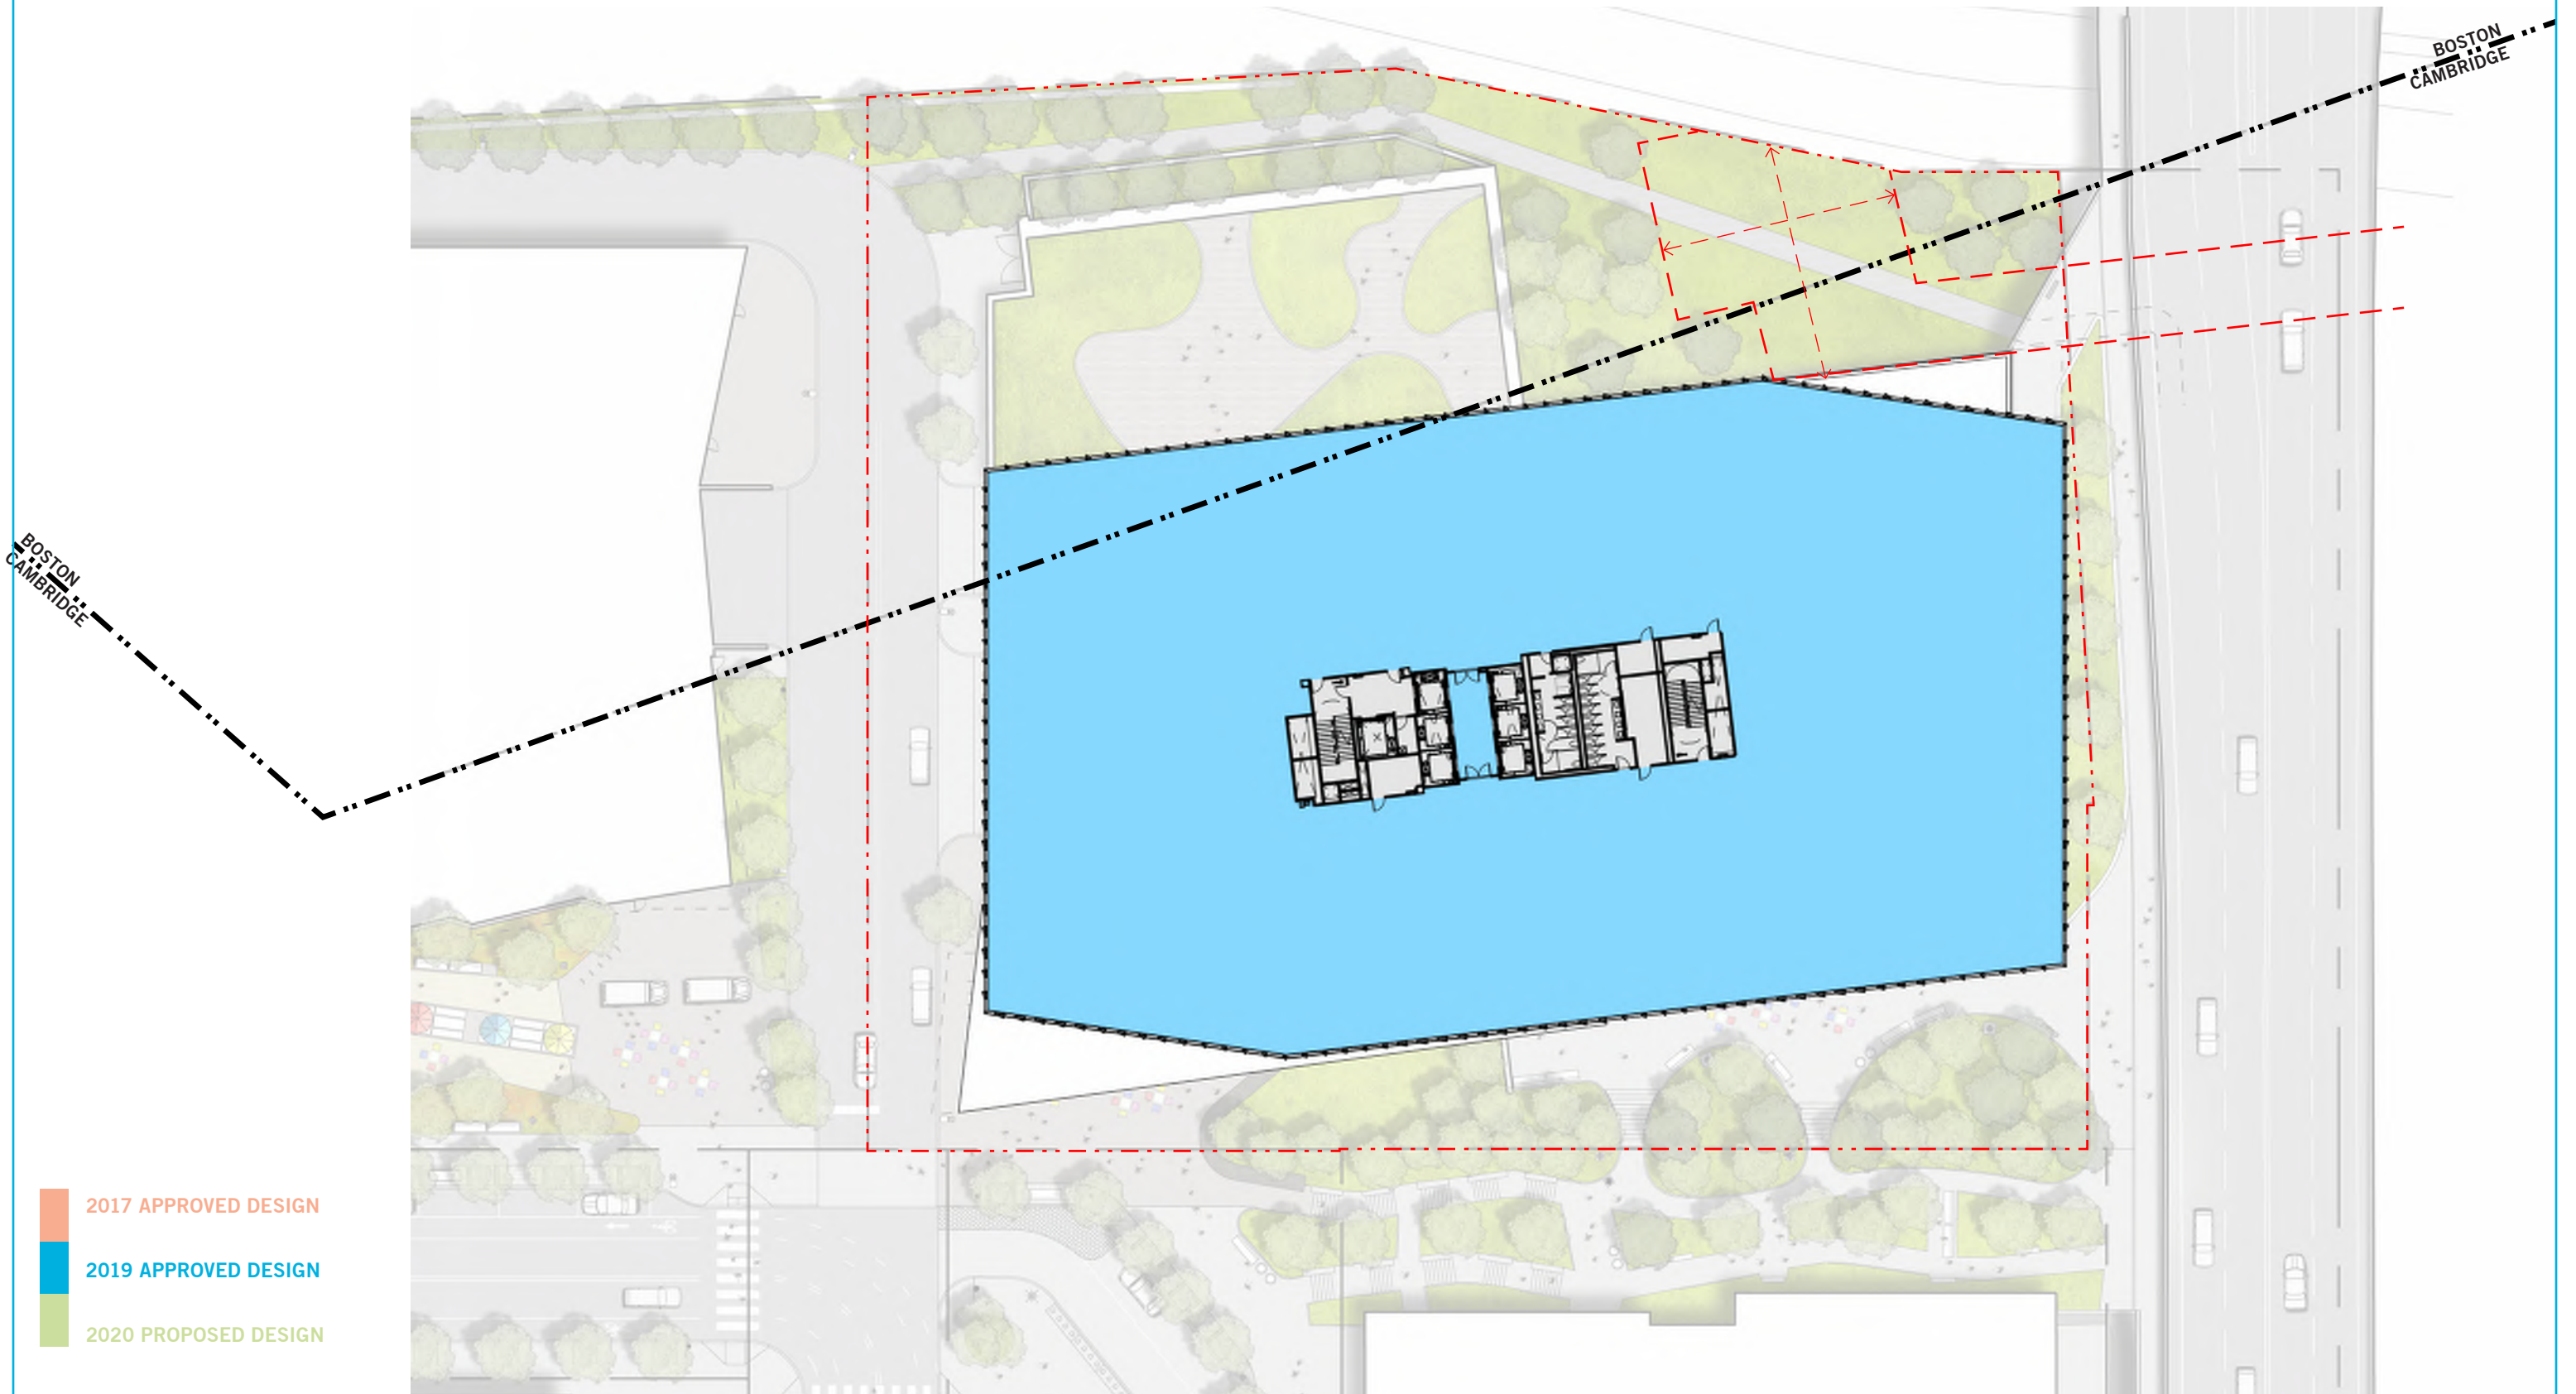 BOSTON
CAMBRIDGE
BOSTON
CAMBRIDGE
2017 APPROVED DESIGN
2019 APPROVED DESIGN
2020 PROPOSED DESIGN